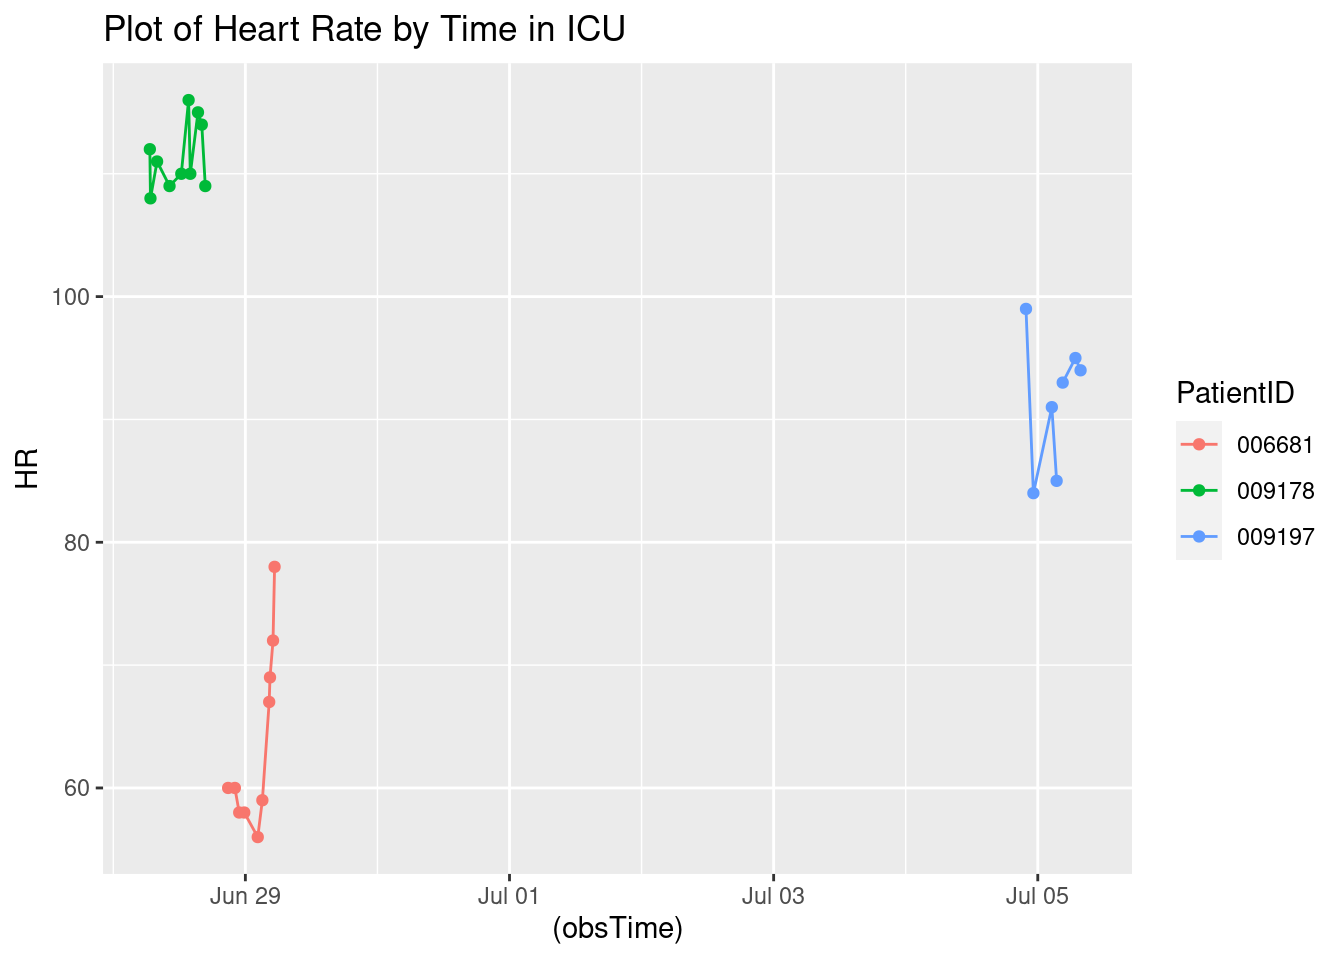 Plot of Heart Rate by Time in ICU
HR
100
80
60
Jun 29
Jul 01
Jul 03
Jul 05
(obsTime)
PatientID
006681
009178
009197